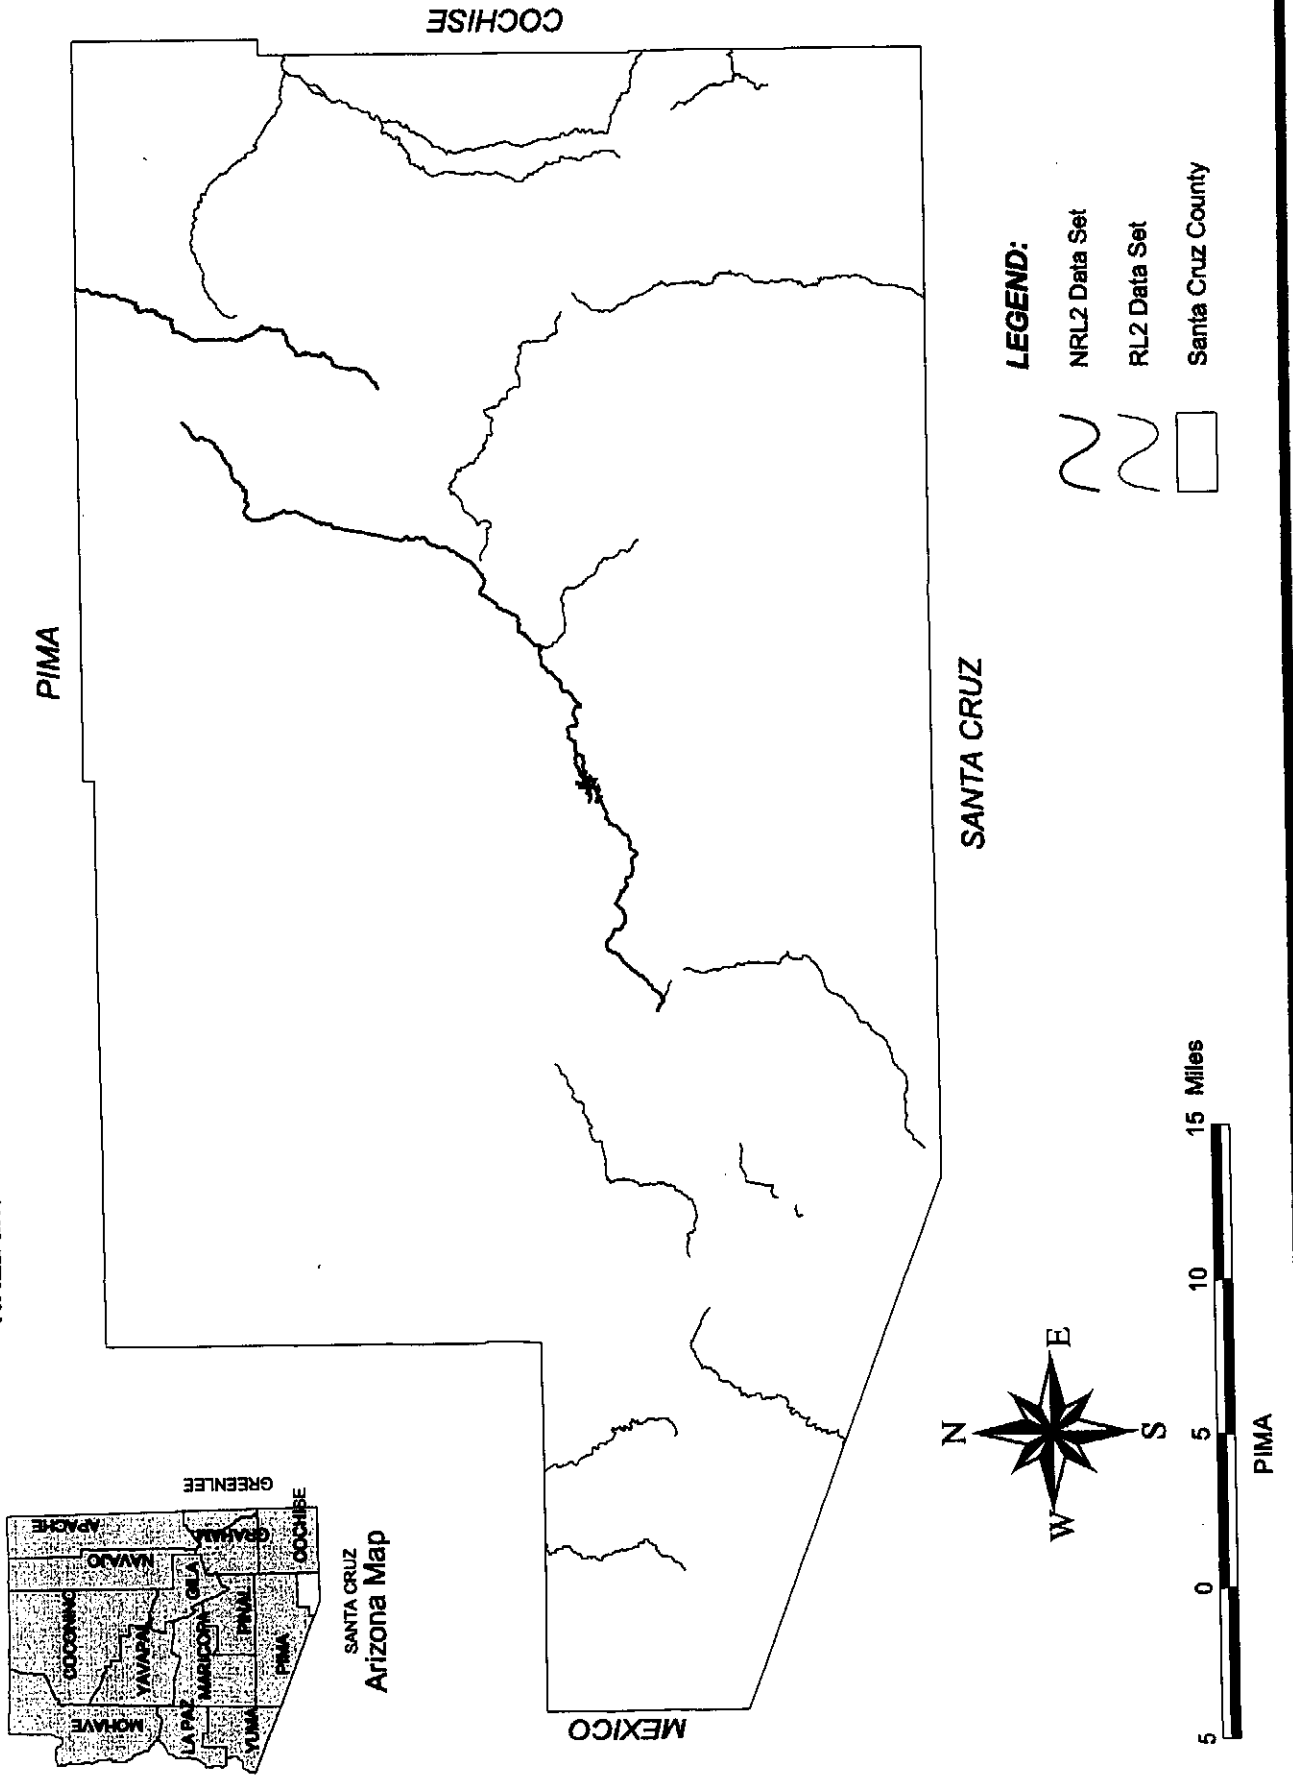 PIMA
COCHISE
MEXICO
SANTA CRUZ
COCONINO
APACHE
NAVAJO
MOHAVE
YAVAPAI
GREENLEE
GILA
GRAHAM
LA PAZ
MARICOPA
PINAL
YUMA
PIMA
COCHISE
SANTA CRUZ
Arizona Map
LEGEND:
NRL2 Data Set
RL2 Data Set
Santa Cruz County
N
W
E
S
5 0 5 10 15 Miles
PIMA